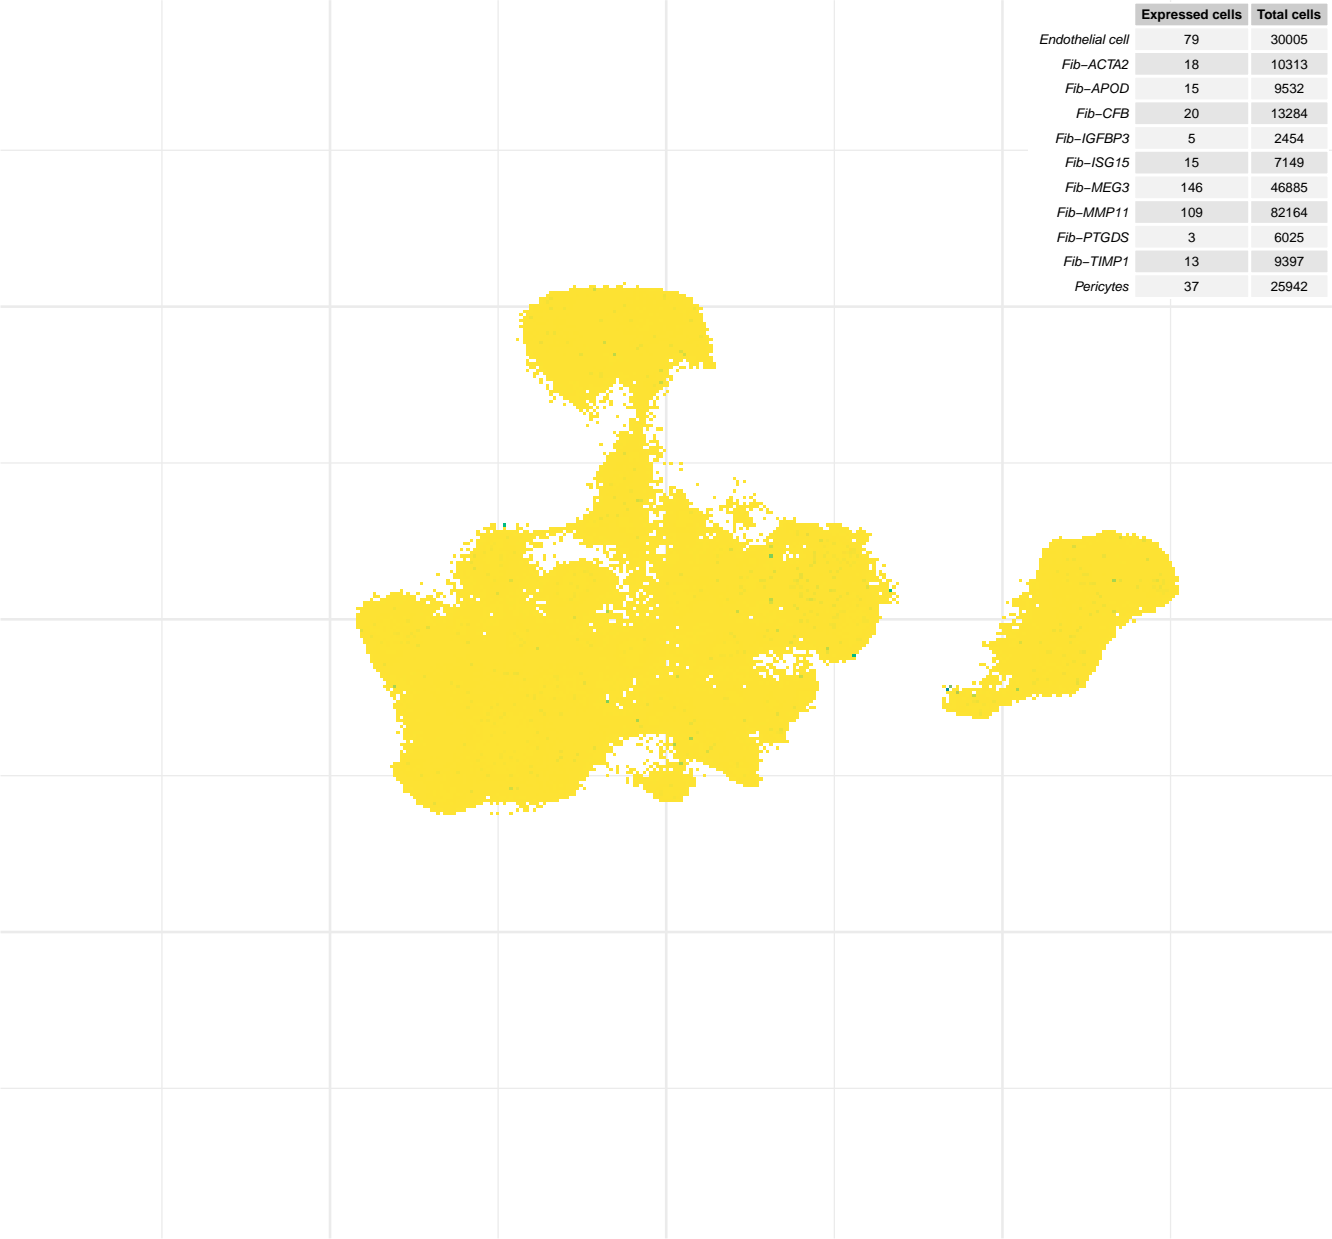 Expressed cells Total cells
Endothelial cell 79 30005
Fib−ACTA2 18 10313
Fib−APOD 15 9532
Fib−CFB 20 13284
Fib−IGFBP3 5 2454
Fib−ISG15 15 7149
Fib−MEG3 146 46885
Fib−MMP11 109 82164
Fib−PTGDS 3 6025
Fib−TIMP1 13 9397
Pericytes 37 25942